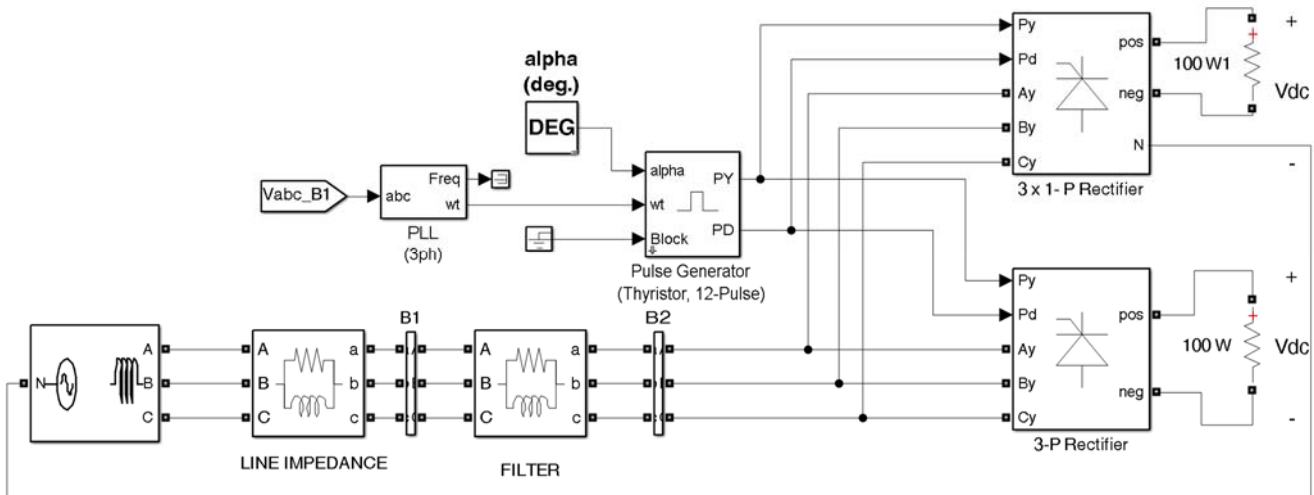 alpha
(deg.)
DEG
Vabc_B1
abc
Freq
wt
PLL
(3ph)
alpha
wt
Block
PY
PD
Pulse Generator
(Thyristor, 12-Pulse)
Py
Pd
Ay
By
Cy
pos
neg
N
3 x 1- P Rectifier
100 W1
+
Vdc
-
Py
Pd
Ay
By
Cy
pos
neg
3-P Rectifier
100 W
+
Vdc
-
N
A
B
C
A
B
C
a
b
c
LINE IMPEDANCE
B1
A
B
C
a
b
c
FILTER
B2